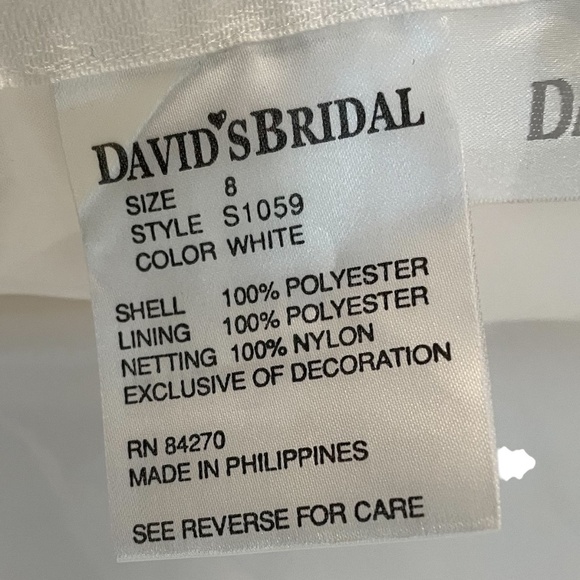 DAVID'S BRIDAL
SIZE 8
STYLE S1059
COLOR WHITE
SHELL 100% POLYESTER
LINING 100% POLYESTER
NETTING 100% NYLON
EXCLUSIVE OF DECORATION
RN 84270
MADE IN PHILIPPINES
SEE REVERSE FOR CARE